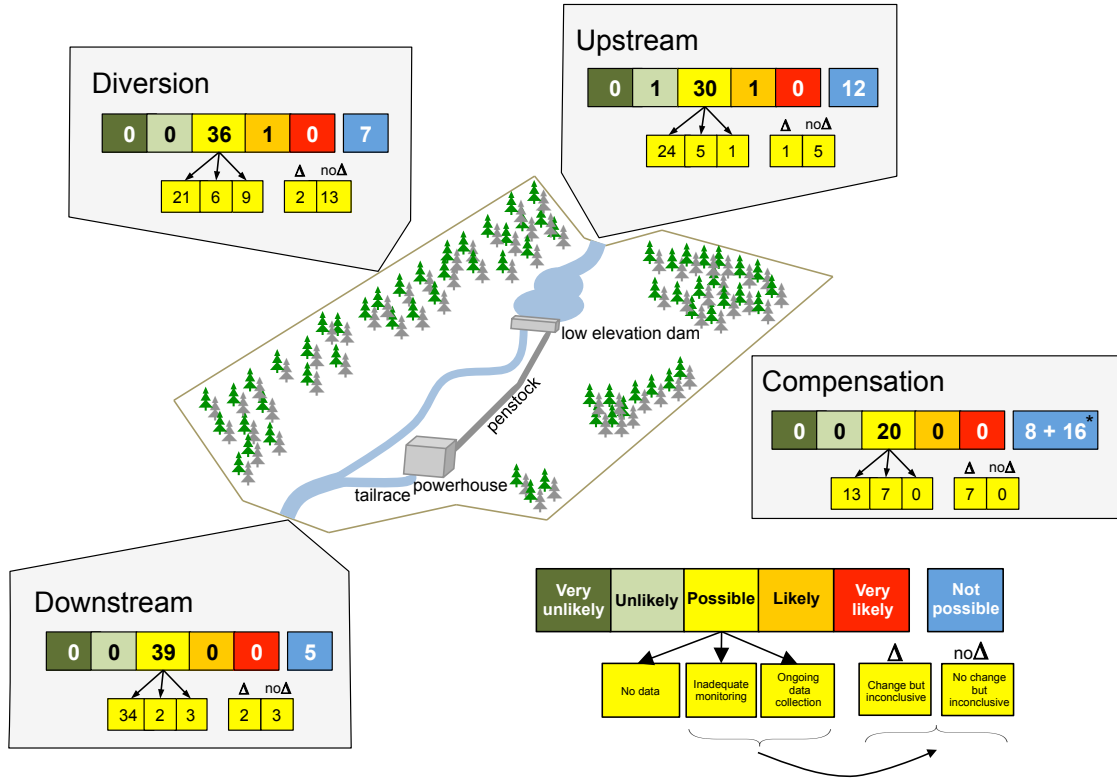 Upstream
0 1 30 1 0 12
Δ noΔ
24 5 1 1 5
Diversion
0 0 36 1 0 7
Δ noΔ
21 6 9 2 13
low elevation dam
penstock
powerhouse
tailrace
Compensation
0 0 20 0 0 8 + 16*
Δ noΔ
13 7 0 7 0
Downstream
0 0 39 0 0 5
Δ noΔ
34 2 3 2 3
Very unlikely
Unlikely
Possible
Likely
Very likely
Not possible
Δ noΔ
No data
Inadequate monitoring
Ongoing data collection
Change but inconclusive
No change but inconclusive